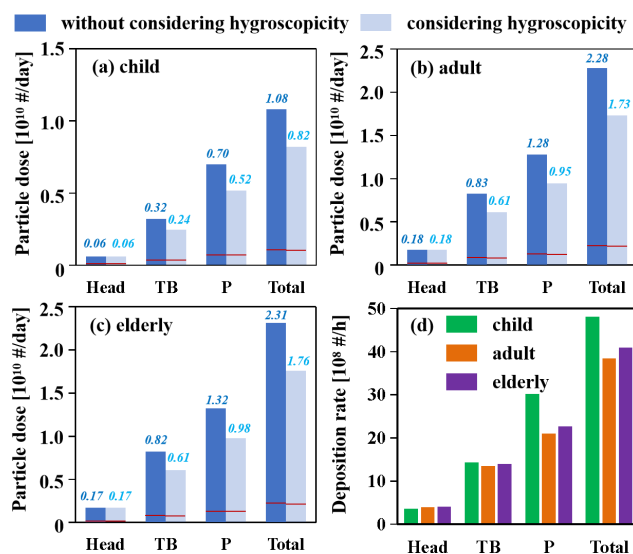 without considering hygroscopicity considering hygroscopicity
(a) child
Particle dose [10¹⁰ #/day]
1.5
1.0
0.5
0
0.06 0.06
0.32 0.24
0.70 0.52
1.08 0.82
Head TB P Total
(b) adult
Particle dose [10¹⁰ #/day]
2.5
2.0
1.5
1.0
0.5
0
0.18 0.18
0.83 0.61
1.28 0.95
2.28 1.73
Head TB P Total
(c) elderly
Particle dose [10¹⁰ #/day]
2.5
2.0
1.5
1.0
0.5
0
0.17 0.17
0.82 0.61
1.32 0.98
2.31 1.76
Head TB P Total
(d)
child
adult
elderly
Deposition rate [10⁸ #/h]
50
40
30
20
10
0
Head TB P Total